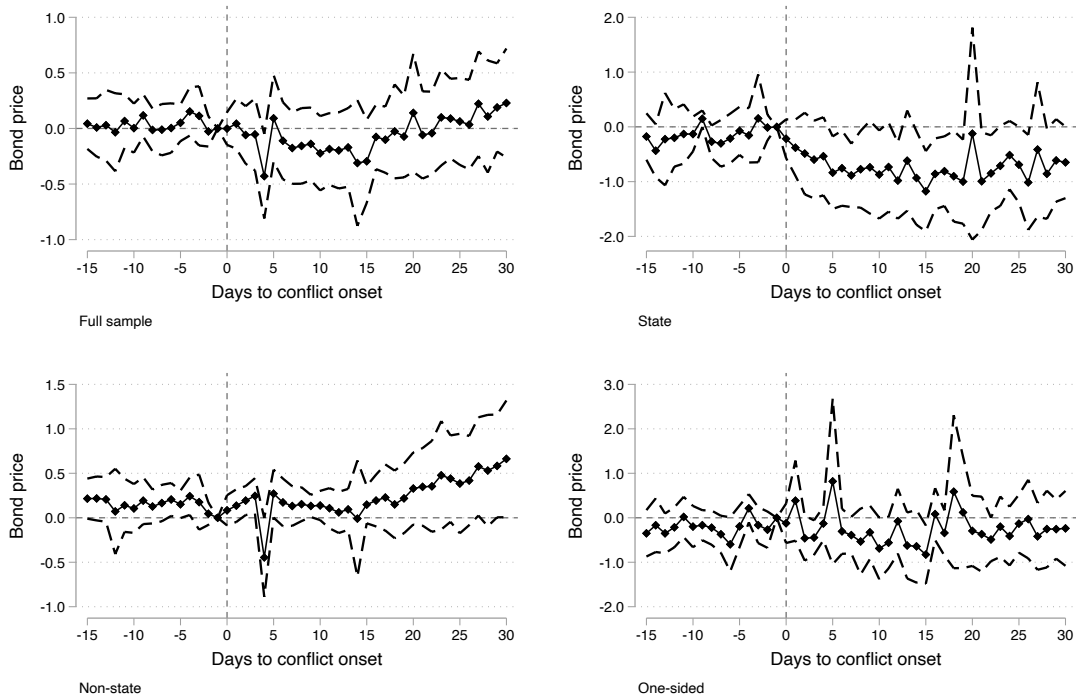 1.0
0.5
0.0
-0.5
-1.0
Bond price
-15 -10 -5 0 5 10 15 20 25 30
Days to conflict onset
Full sample
2.0
1.0
0.0
-1.0
-2.0
Bond price
-15 -10 -5 0 5 10 15 20 25 30
Days to conflict onset
State
1.5
1.0
0.5
0.0
-0.5
-1.0
Bond price
-15 -10 -5 0 5 10 15 20 25 30
Days to conflict onset
Non-state
3.0
2.0
1.0
0.0
-1.0
-2.0
Bond price
-15 -10 -5 0 5 10 15 20 25 30
Days to conflict onset
One-sided